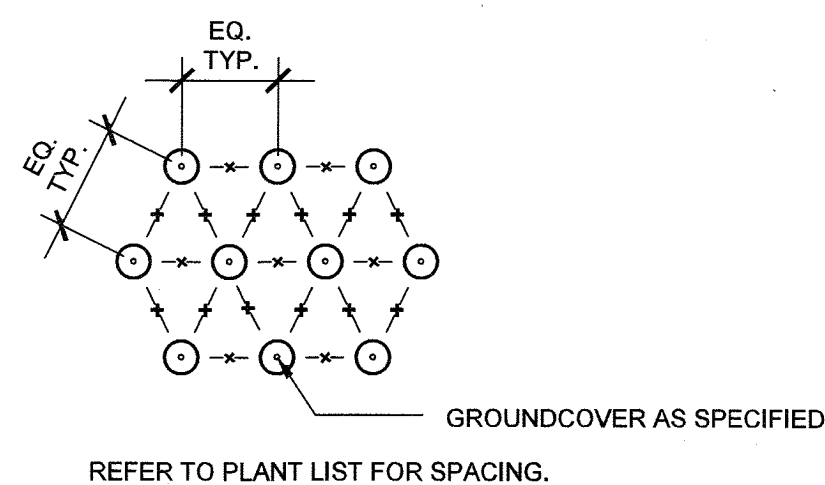 EQ.
TYP.
EQ.
TYP.
GROUNDCOVER AS SPECIFIED
REFER TO PLANT LIST FOR SPACING.